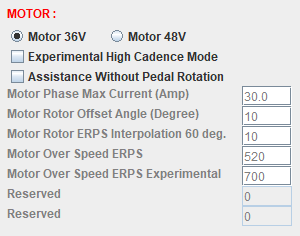 MOTOR :
Motor 36V Motor 48V
Experimental High Cadence Mode
Assistance Without Pedal Rotation
Motor Phase Max Current (Amp) 30.0
Motor Rotor Offset Angle (Degree) 10
Motor Rotor ERPS Interpolation 60 deg. 10
Motor Over Speed ERPS 520
Motor Over Speed ERPS Experimental 700
Reserved 0
Reserved 0